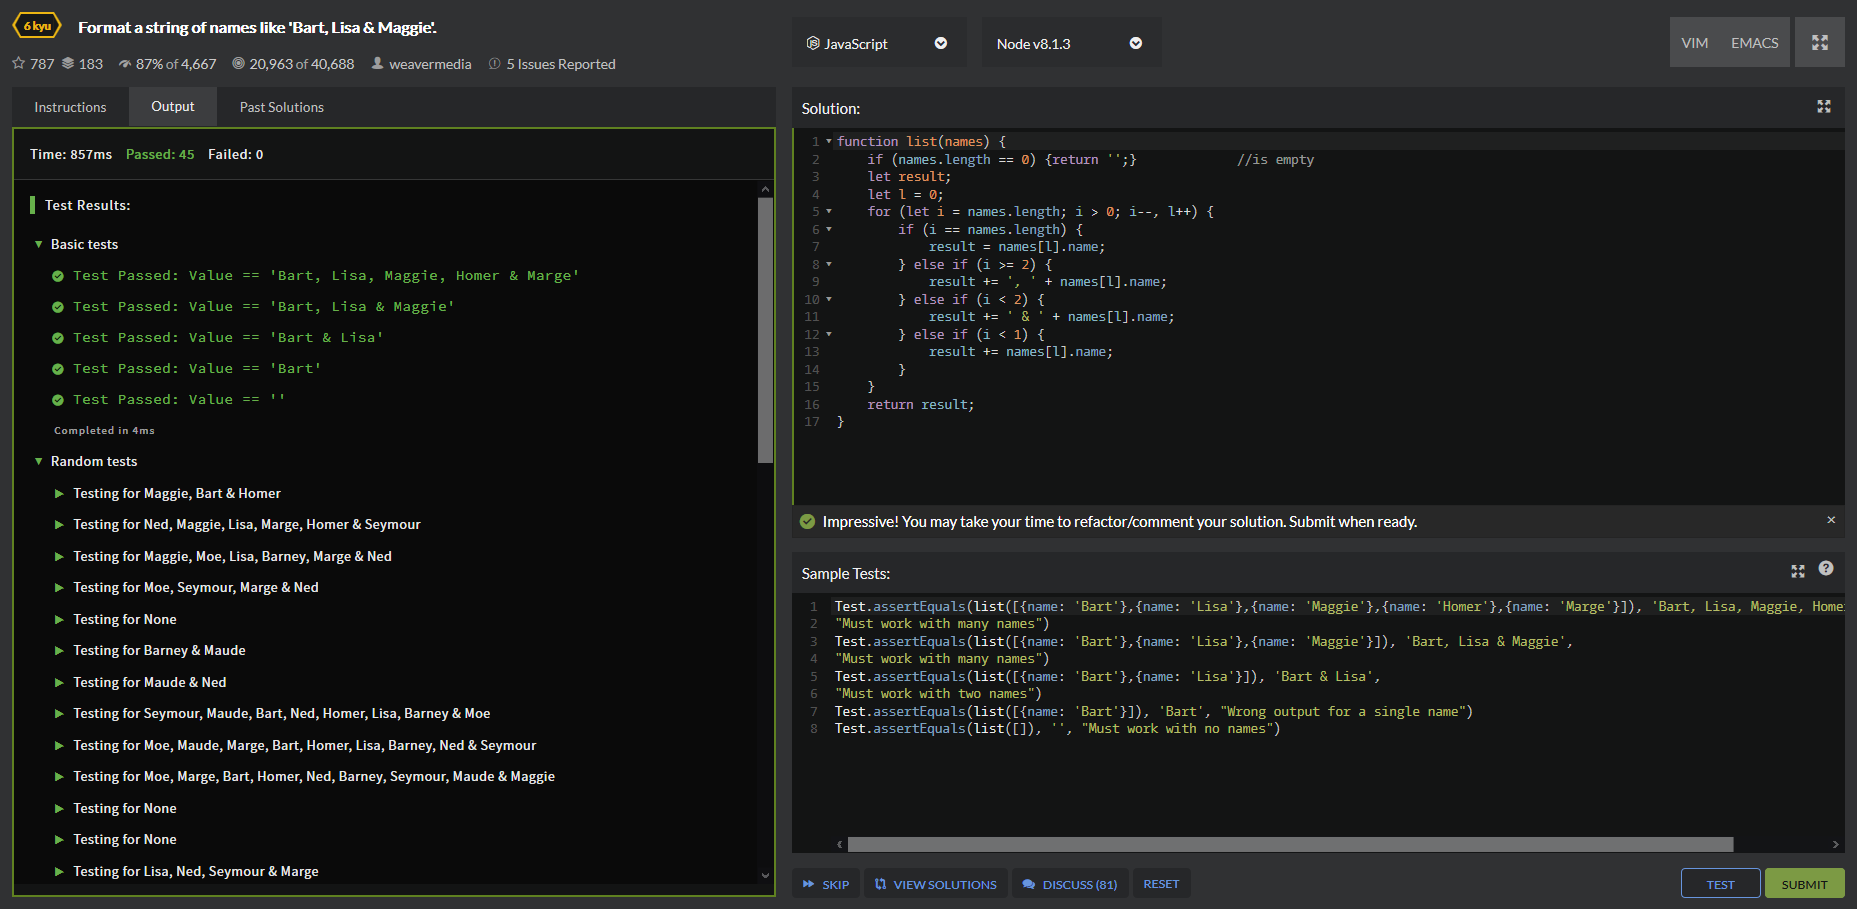 6 kyu
Format a string of names like 'Bart, Lisa & Maggie'.
787 183 87% of 4,667 20,963 of 40,688 weavermedia 5 Issues Reported
JavaScript
Node v8.1.3
VIM EMACS
Instructions Output Past Solutions
Time: 857ms Passed: 45 Failed: 0
Test Results:
Basic tests
Test Passed: Value == 'Bart, Lisa, Maggie, Homer & Marge'
Test Passed: Value == 'Bart, Lisa & Maggie'
Test Passed: Value == 'Bart & Lisa'
Test Passed: Value == 'Bart'
Test Passed: Value == ''
Completed in 4ms
Random tests
Testing for Maggie, Bart & Homer
Testing for Ned, Maggie, Lisa, Marge, Homer & Seymour
Testing for Maggie, Moe, Lisa, Barney, Marge & Ned
Testing for Moe, Seymour, Marge & Ned
Testing for None
Testing for Barney & Maude
Testing for Maude & Ned
Testing for Seymour, Maude, Bart, Ned, Homer, Lisa, Barney & Moe
Testing for Moe, Maude, Marge, Bart, Homer, Lisa, Barney, Ned & Seymour
Testing for Moe, Marge, Bart, Homer, Ned, Barney, Seymour, Maude & Maggie
Testing for None
Testing for None
Testing for Lisa, Ned, Seymour & Marge
Solution:
1 function list(names) {
2 if (names.length == 0) {return '';} //is empty
3 let result;
4 let l = 0;
5 for (let i = names.length; i > 0; i--, l++) {
6 if (i == names.length) {
7 result = names[l].name;
8 } else if (i >= 2) {
9 result += ', ' + names[l].name;
10 } else if (i < 2) {
11 result += ' & ' + names[l].name;
12 } else if (i < 1) {
13 result += names[l].name;
14 }
15 }
16 return result;
17 }
Impressive! You may take your time to refactor/comment your solution. Submit when ready. ×
Sample Tests:
1 Test.assertEquals(list([{name: 'Bart'},{name: 'Lisa'},{name: 'Maggie'},{name: 'Homer'},{name: 'Marge'}]), 'Bart, Lisa, Maggie, Home
2 "Must work with many names")
3 Test.assertEquals(list([{name: 'Bart'},{name: 'Lisa'},{name: 'Maggie'}]), 'Bart, Lisa & Maggie',
4 "Must work with many names")
5 Test.assertEquals(list([{name: 'Bart'},{name: 'Lisa'}]), 'Bart & Lisa',
6 "Must work with two names")
7 Test.assertEquals(list([{name: 'Bart'}]), 'Bart', "Wrong output for a single name")
8 Test.assertEquals(list([]), '', "Must work with no names")
SKIP VIEW SOLUTIONS DISCUSS (81) RESET TEST SUBMIT